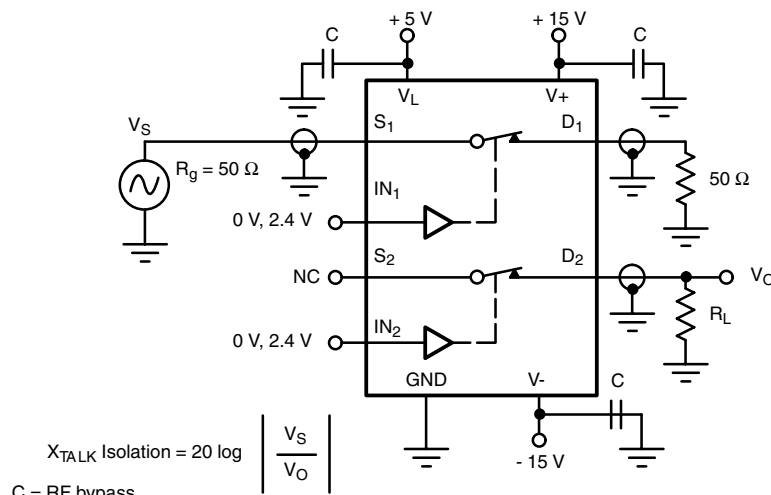 + 5 V
+ 15 V
C
C
V_L
V+
V_S
S_1
D_1
R_g = 50 Ω
50 Ω
IN_1
0 V, 2.4 V
S_2
D_2
NC
V_O
R_L
IN_2
0 V, 2.4 V
GND
V-
C
- 15 V
X_TALK Isolation = 20 log | V_S / V_O |
C = RF bypass